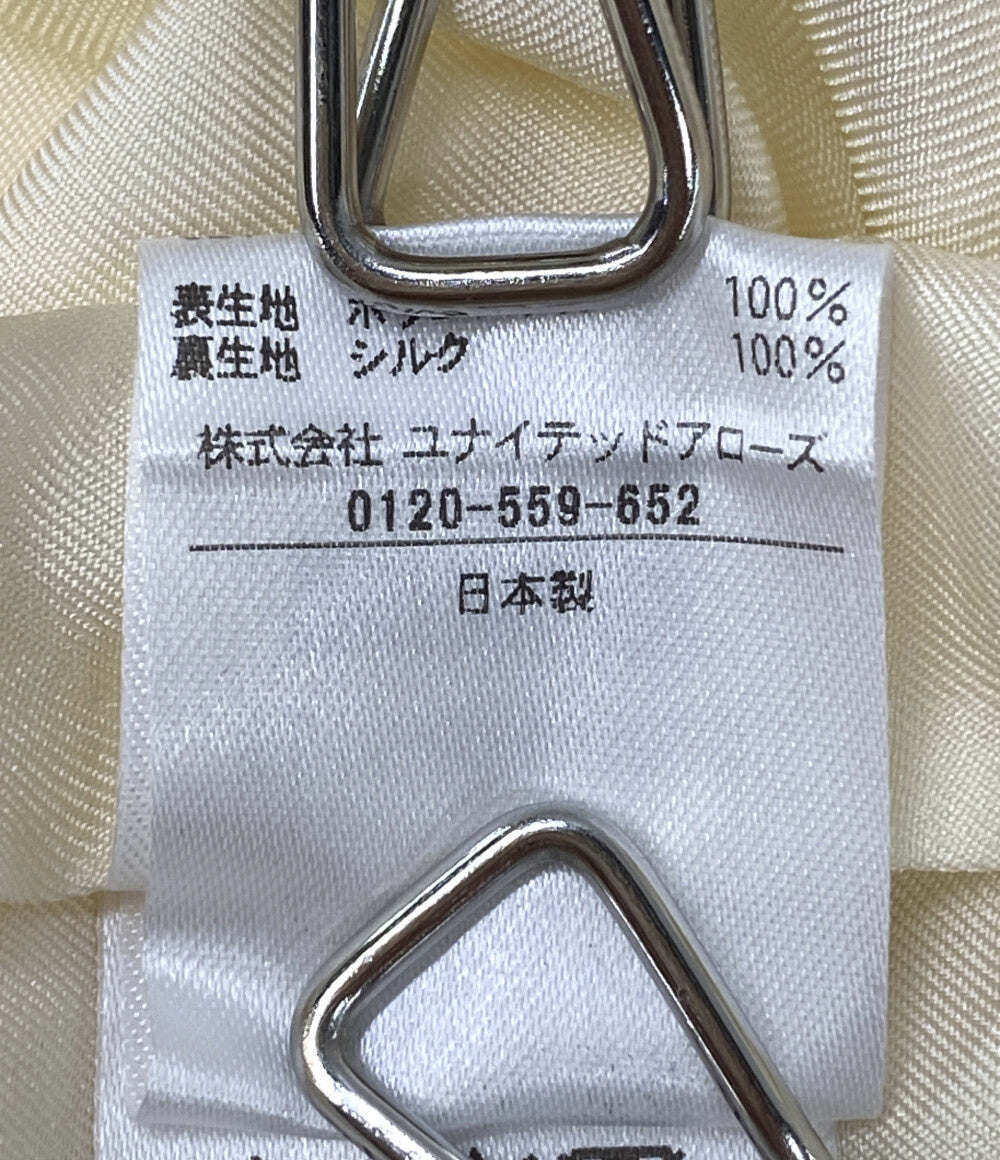 表生地 100%
裏生地 シルク 100%
株式会社 ユナイテッドアローズ
0120-559-652
日本製